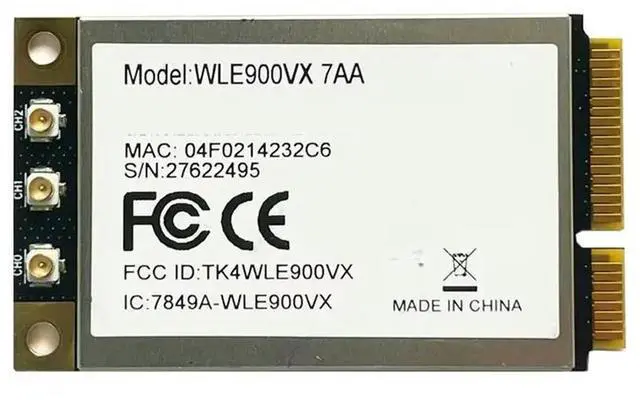 Model:WLE900VX 7AA
MAC: 04F0214232C6
S/N:27622495
FC CE
FCC ID:TK4WLE900VX
IC:7849A-WLE900VX
MADE IN CHINA
CH2
CH1
CH0